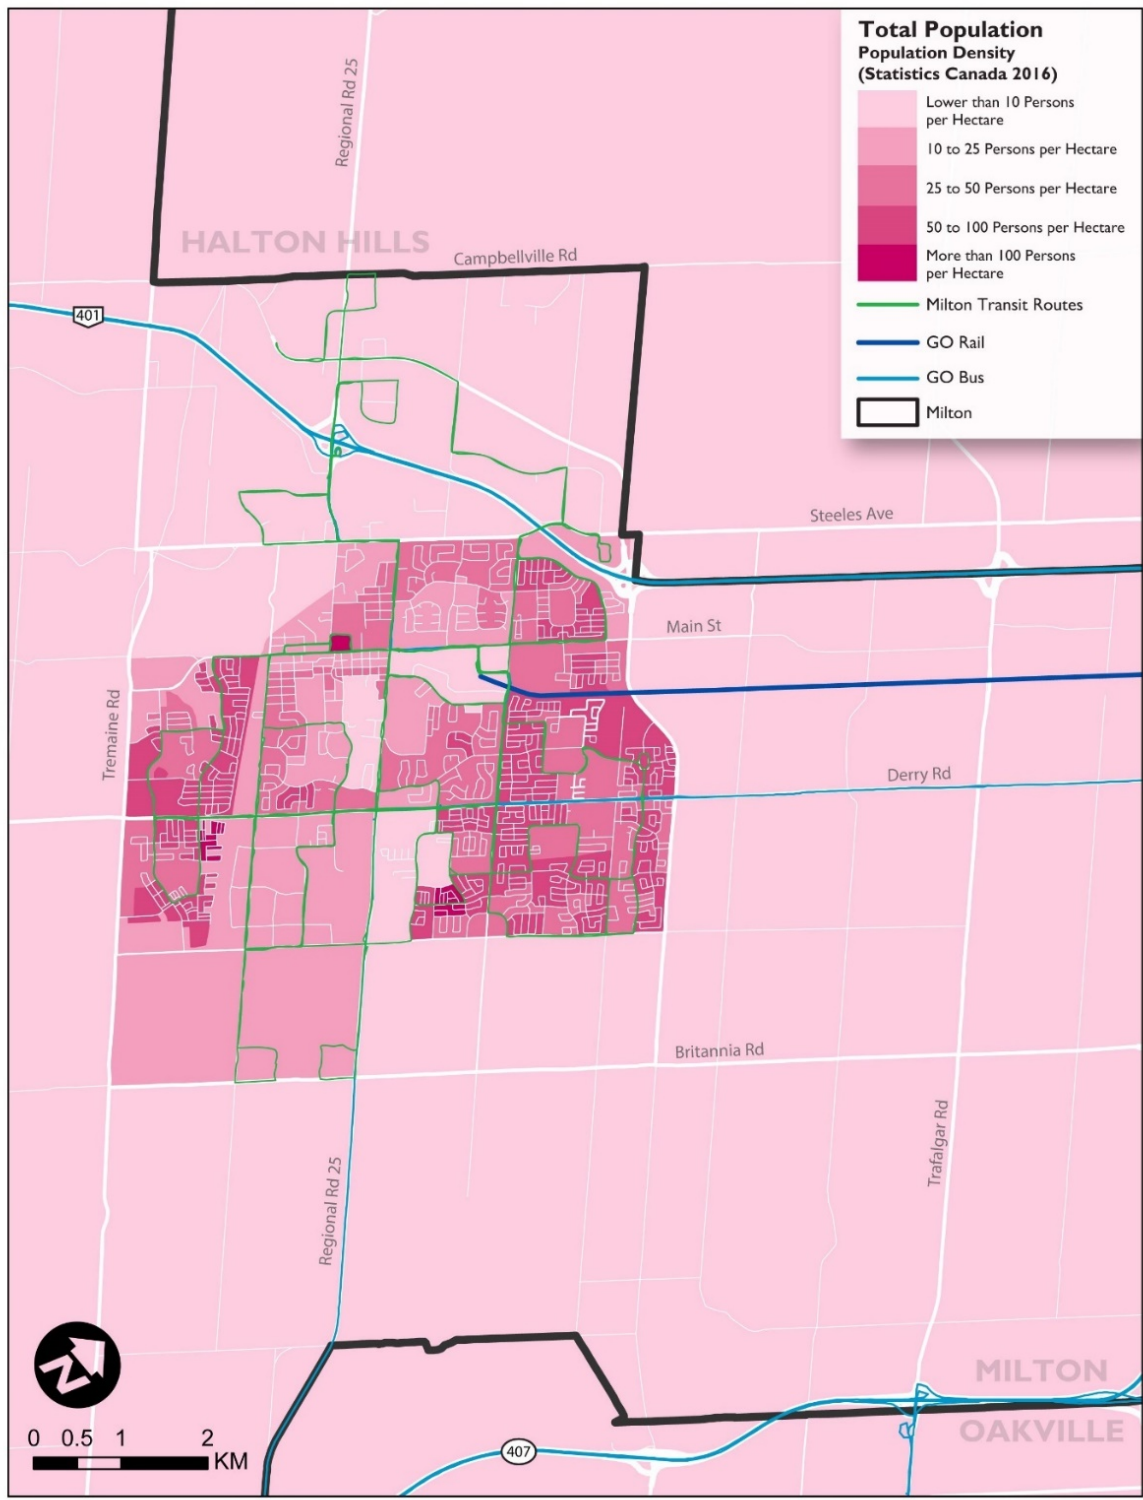 Total Population
Population Density
(Statistics Canada 2016)
Lower than 10 Persons
per Hectare
10 to 25 Persons per Hectare
25 to 50 Persons per Hectare
50 to 100 Persons per Hectare
More than 100 Persons
per Hectare
Milton Transit Routes
GO Rail
GO Bus
Milton
Regional Rd 25
HALTON HILLS
Campbellville Rd
401
Steeles Ave
Main St
Tremaine Rd
Derry Rd
Britannia Rd
Trafalgar Rd
Regional Rd 25
MILTON
OAKVILLE
407
N
0 0.5 1 2
KM